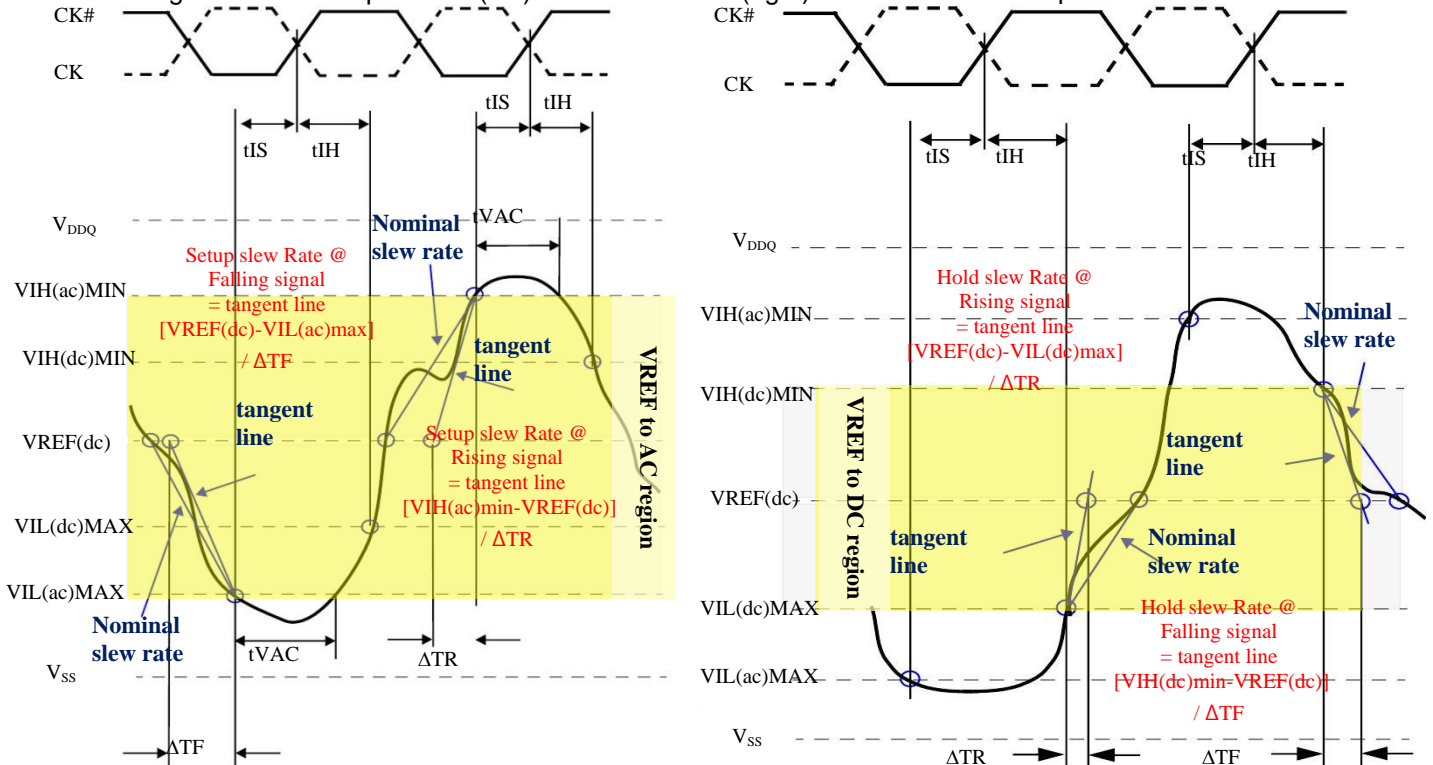 CK#
CK
tIS
tIH
tIS
tIH
VDDQ
Nominal
slew rate
tVAC
Setup slew Rate @
Falling signal
= tangent line
[VREF(dc)-VIL(ac)max]
/ ΔTF
VIH(ac)MIN
VIH(dc)MIN
tangent
line
tangent
line
VREF(dc)
Setup slew Rate @
Rising signal
= tangent line
[VIH(ac)min-VREF(dc)]
/ ΔTR
VREF to AC region
VIL(dc)MAX
VIL(ac)MAX
Nominal
slew rate
tVAC
ΔTR
VSS
ΔTF
CK#
CK
tIS
tIH
tIS
tIH
VDDQ
Hold slew Rate @
Rising signal
= tangent line
[VREF(dc)-VIL(dc)max]
/ ΔTR
VIH(ac)MIN
Nominal
slew rate
VIH(dc)MIN
VREF to DC region
tangent
line
VREF(dc)
tangent
line
Nominal
slew rate
VIL(dc)MAX
Hold slew Rate @
Falling signal
= tangent line
[VIH(dc)min-VREF(dc)]
/ ΔTF
VIL(ac)MAX
VSS
ΔTR
ΔTF